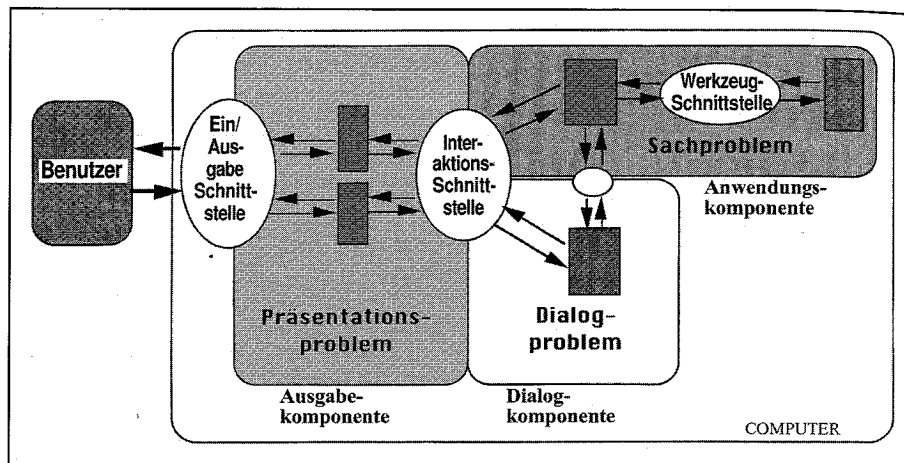 Benutzer
Ein/
Aus-
gabe
Schnitt-
stelle
Inter-
aktions-
Schnitt-
stelle
Werkzeug-
Schnittstelle
Sachproblem
Anwendungs-
komponente
Präsentations-
problem
Dialog-
problem
Ausgabe-
komponente
Dialog-
komponente
COMPUTER